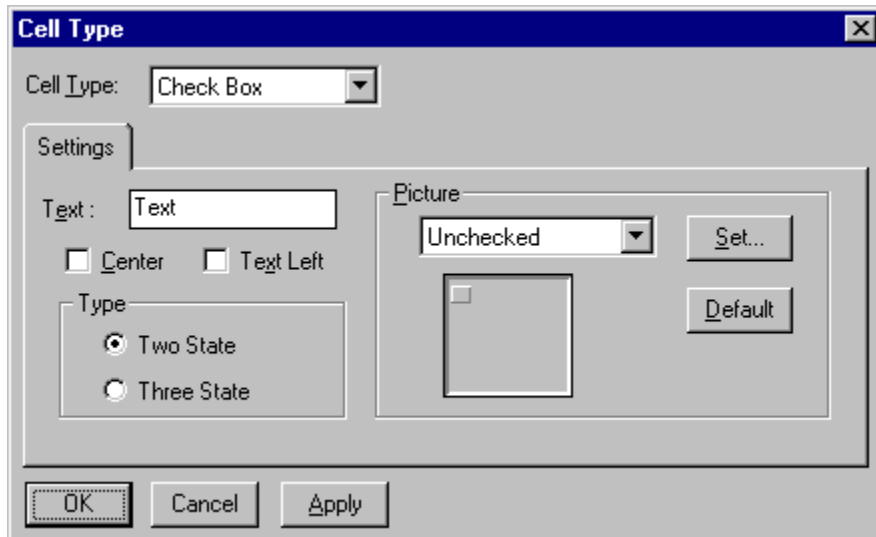 Cell Type
Cell Type: Check Box
Settings
Text : Text
Center Text Left
Type
Two State
Three State
Picture
Unchecked Set...
Default
OK Cancel Apply